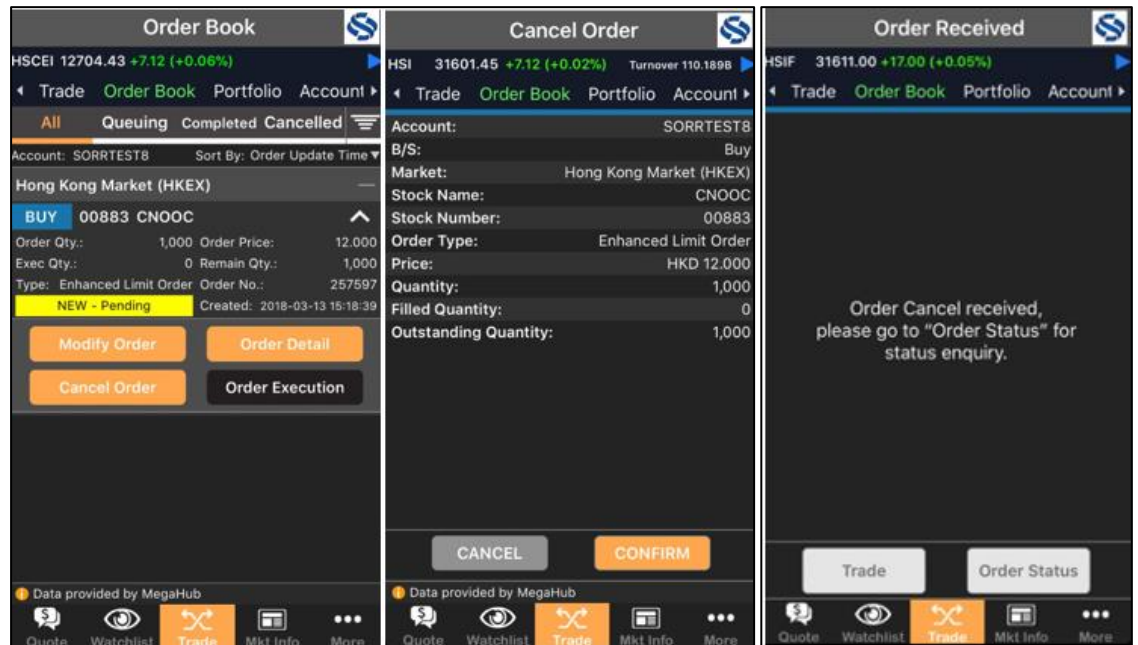 Order Book
HSCEI 12704.43 +7.12 (+0.06%)
Trade Order Book Portfolio Account
All Queuing Completed Cancelled
Account: SORRTEST8 Sort By: Order Update Time
Hong Kong Market (HKEX)
BUY 00883 CNOOC
Order Qty.: 1,000 Order Price: 12.000
Exec Qty.: 0 Remain Qty.: 1,000
Type: Enhanced Limit Order Order No.: 257597
NEW - Pending Created: 2018-03-13 15:18:39
Modify Order Order Detail
Cancel Order Order Execution
Data provided by MegaHub
Quote Watchlist Trade Mkt Info More
Cancel Order
HSI 31601.45 +7.12 (+0.02%) Turnover 110.189B
Trade Order Book Portfolio Account
Account: SORRTEST8
B/S: Buy
Market: Hong Kong Market (HKEX)
Stock Name: CNOOC
Stock Number: 00883
Order Type: Enhanced Limit Order
Price: HKD 12.000
Quantity: 1,000
Filled Quantity: 0
Outstanding Quantity: 1,000
CANCEL CONFIRM
Data provided by MegaHub
Quote Watchlist Trade Mkt Info More
Order Received
HSIF 31611.00 +17.00 (+0.05%)
Trade Order Book Portfolio Account
Order Cancel received,
please go to "Order Status" for
status enquiry.
Trade Order Status
Quote Watchlist Trade Mkt Info More